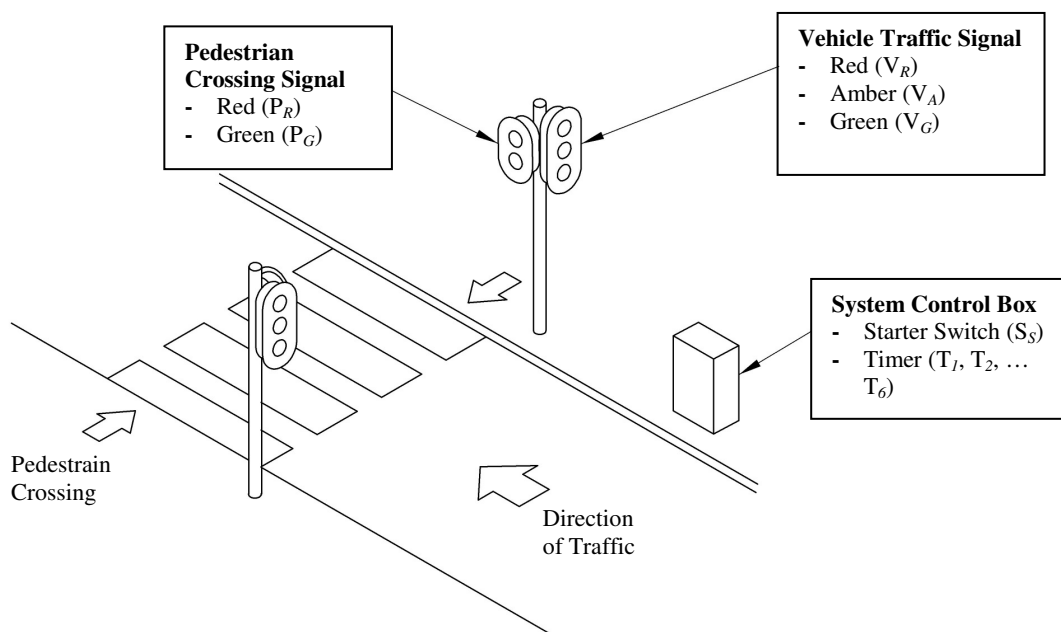 Pedestrian
Crossing Signal
- Red (P_R)
- Green (P_G)
Vehicle Traffic Signal
- Red (V_R)
- Amber (V_A)
- Green (V_G)
System Control Box
- Starter Switch (S_S)
- Timer (T_1, T_2, …
T_6)
Pedestrain
Crossing
Direction
of Traffic